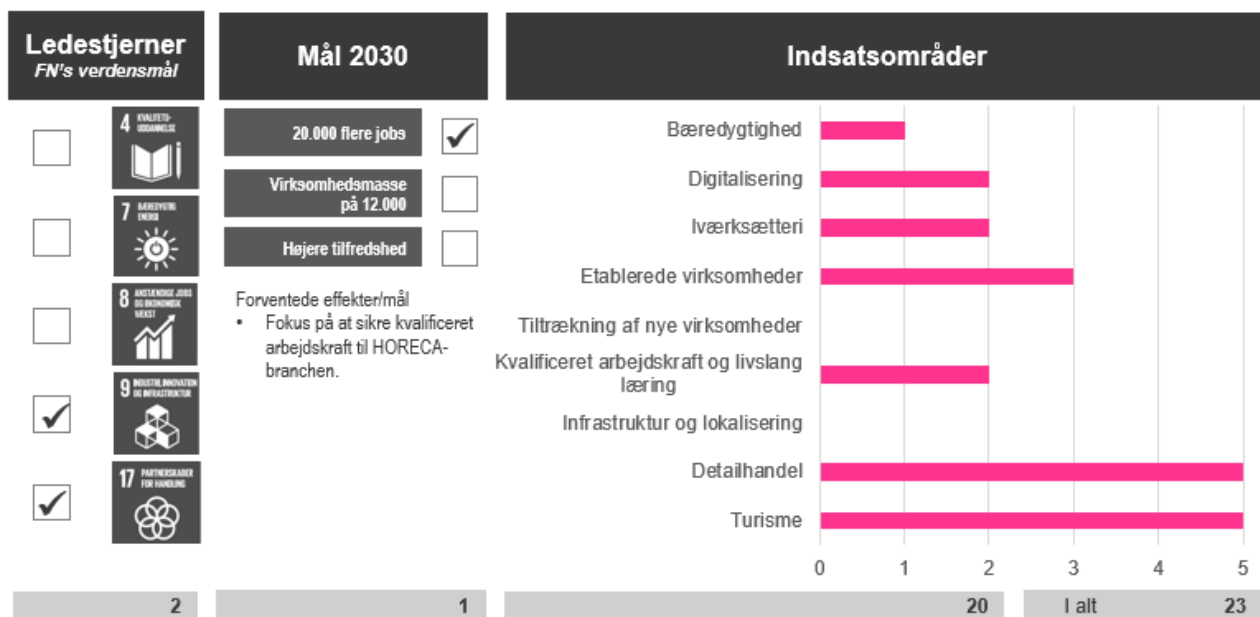 Ledestjerner
FN's verdensmål
4 KVALITETS-
UDDANNELSE
7 BÆREDYGTIG
ENERGI
8 ANSTÆNDIGE JOBS
OG ØKONOMISK
VÆKST
9 INDUSTRI, INNOVATION
OG INFRASTRUKTUR
17 PARTNERSKABER
FOR HANDLING
2
Mål 2030
20.000 flere jobs
Virksomhedsmasse
på 12.000
Højere tilfredshed
Forventede effekter/mål
• Fokus på at sikre kvalificeret
arbejdskraft til HORECA-
branchen.
1
Indsatsområder
Bæredygtighed
Digitalisering
Iværksætteri
Etablerede virksomheder
Tiltrækning af nye virksomheder
Kvalificeret arbejdskraft og livslang
læring
Infrastruktur og lokalisering
Detailhandel
Turisme
0 1 2 3 4 5
20
I alt 23